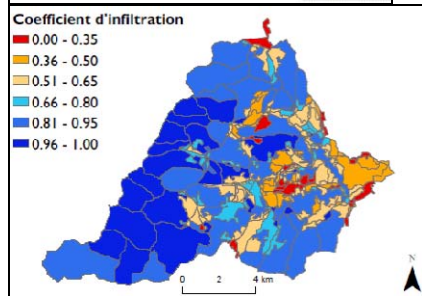 Coefficient d'infiltration
0.00 - 0.35
0.36 - 0.50
0.51 - 0.65
0.66 - 0.80
0.81 - 0.95
0.96 - 1.00
N
0 2 4 km